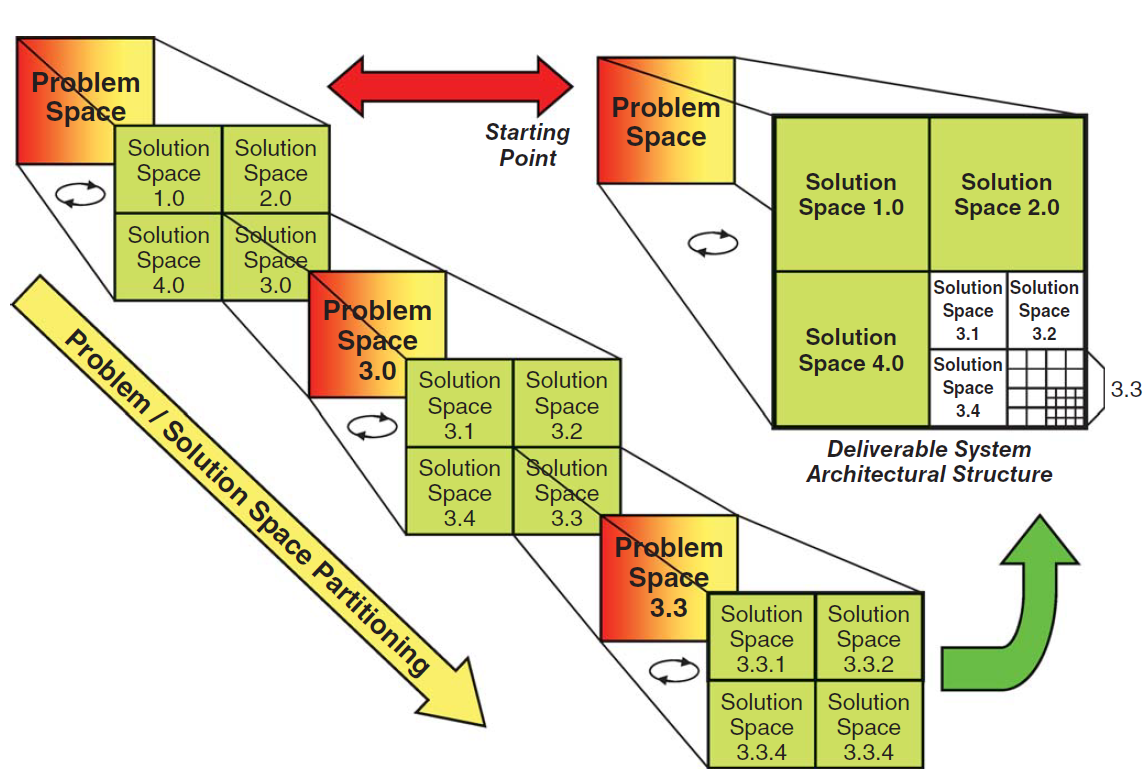 Problem
Space
Solution
Space
1.0
Solution
Space
2.0
Solution
Space
4.0
Solution
Space
3.0
Starting
Point
Problem
Space
Solution
Space 1.0
Solution
Space 2.0
Solution
Space 4.0
Solution
Space
3.1
Solution
Space
3.2
Solution
Space
3.4
3.3
Deliverable System
Architectural Structure
Problem
Space
3.0
Solution
Space
3.1
Solution
Space
3.2
Solution
Space
3.4
Solution
Space
3.3
Problem / Solution Space Partitioning
Problem
Space
3.3
Solution
Space
3.3.1
Solution
Space
3.3.2
Solution
Space
3.3.4
Solution
Space
3.3.4